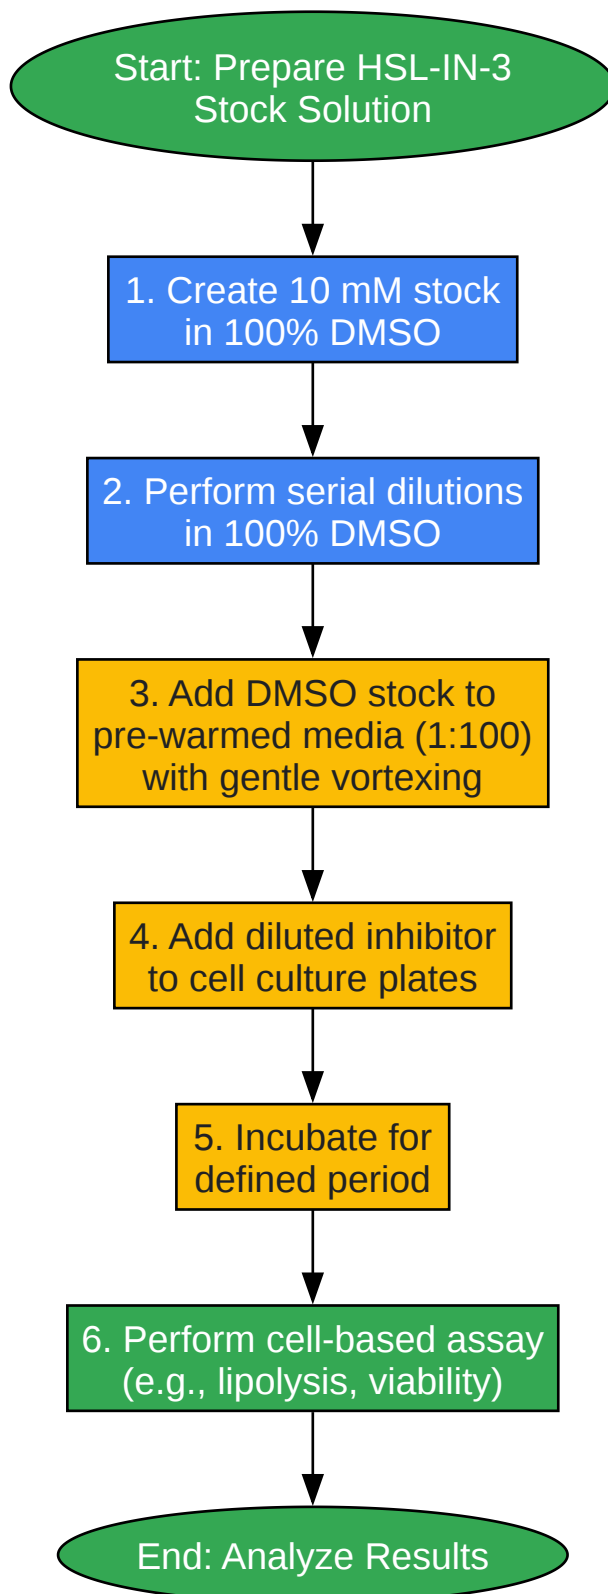 Start: Prepare HSL-IN-3
Stock Solution
1. Create 10 mM stock
in 100% DMSO
2. Perform serial dilutions
in 100% DMSO
3. Add DMSO stock to
pre-warmed media (1:100)
with gentle vortexing
4. Add diluted inhibitor
to cell culture plates
5. Incubate for
defined period
6. Perform cell-based assay
(e.g., lipolysis, viability)
End: Analyze Results